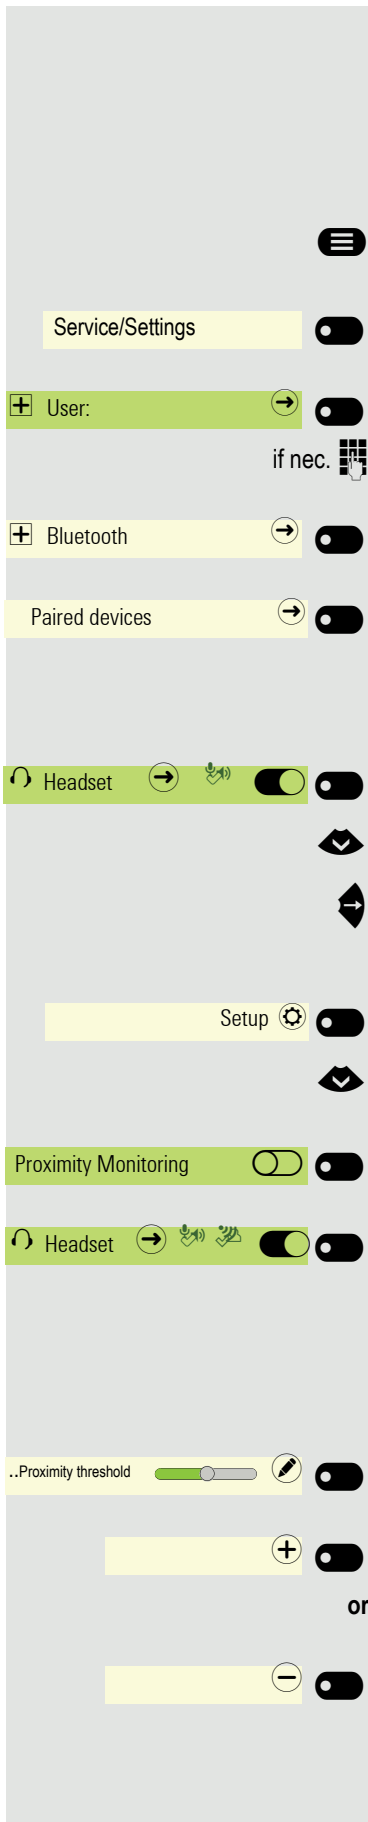 Service/Settings
User:
if nec.
Bluetooth
Paired devices
Headset
Setup
Proximity Monitoring
Headset
..Proximity threshold
or